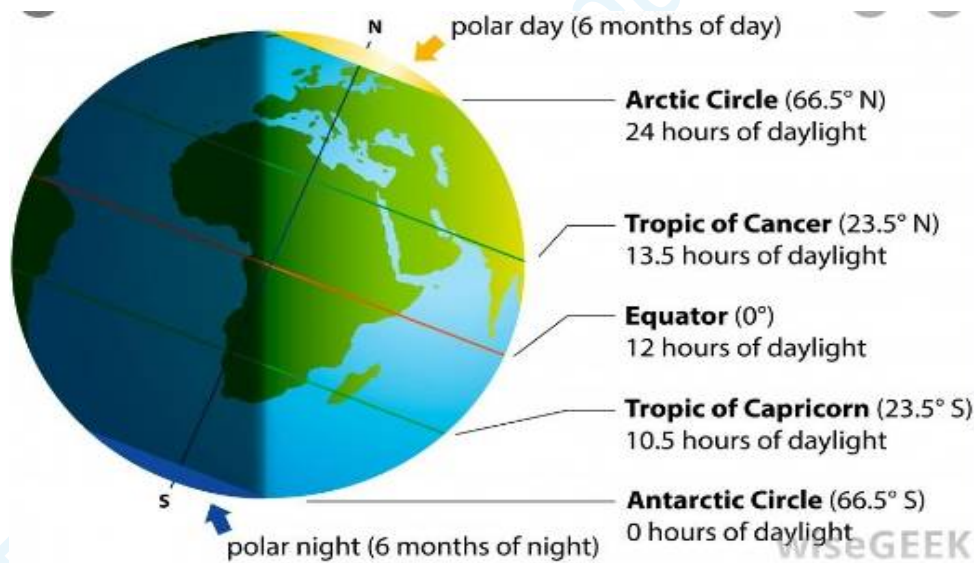 N
polar day (6 months of day)
Arctic Circle (66.5° N)
24 hours of daylight
Tropic of Cancer (23.5° N)
13.5 hours of daylight
Equator (0°)
12 hours of daylight
Tropic of Capricorn (23.5° S)
10.5 hours of daylight
Antarctic Circle (66.5° S)
0 hours of daylight
S
polar night (6 months of night)
wiseGEEK